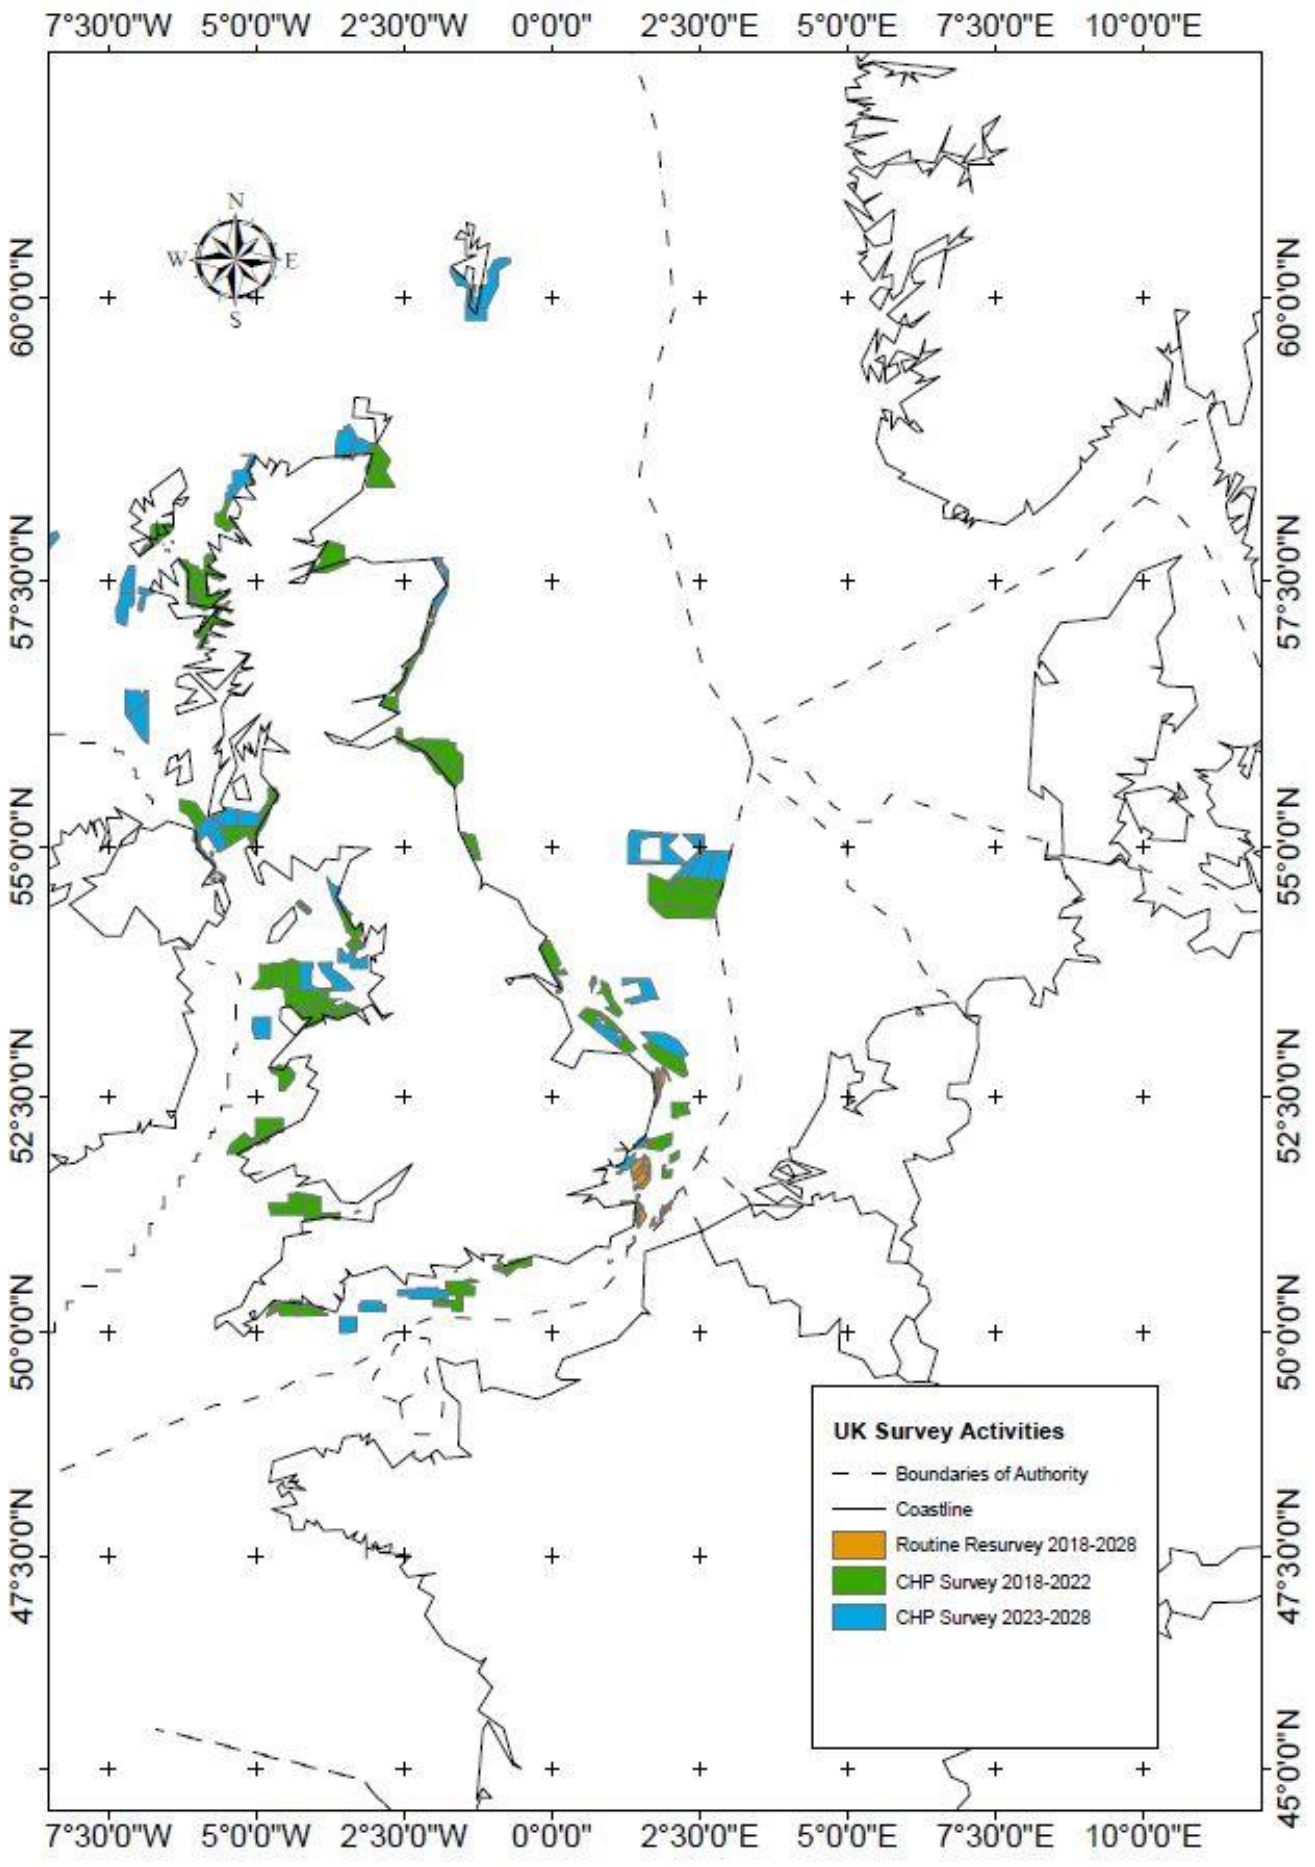 7°30'0"W 5°0'0"W 2°30'0"W 0°0'0" 2°30'0"E 5°0'0"E 7°30'0"E 10°0'0"E
N
W E
S
60°0'0"N 60°0'0"N
57°30'0"N 57°30'0"N
55°0'0"N 55°0'0"N
52°30'0"N 52°30'0"N
50°0'0"N 50°0'0"N
UK Survey Activities
Boundaries of Authority
Coastline
Routine Resurvey 2018-2028
CHP Survey 2018-2022
CHP Survey 2023-2028
47°30'0"N 47°30'0"N
45°0'0"N
7°30'0"W 5°0'0"W 2°30'0"W 0°0'0" 2°30'0"E 5°0'0"E 7°30'0"E 10°0'0"E